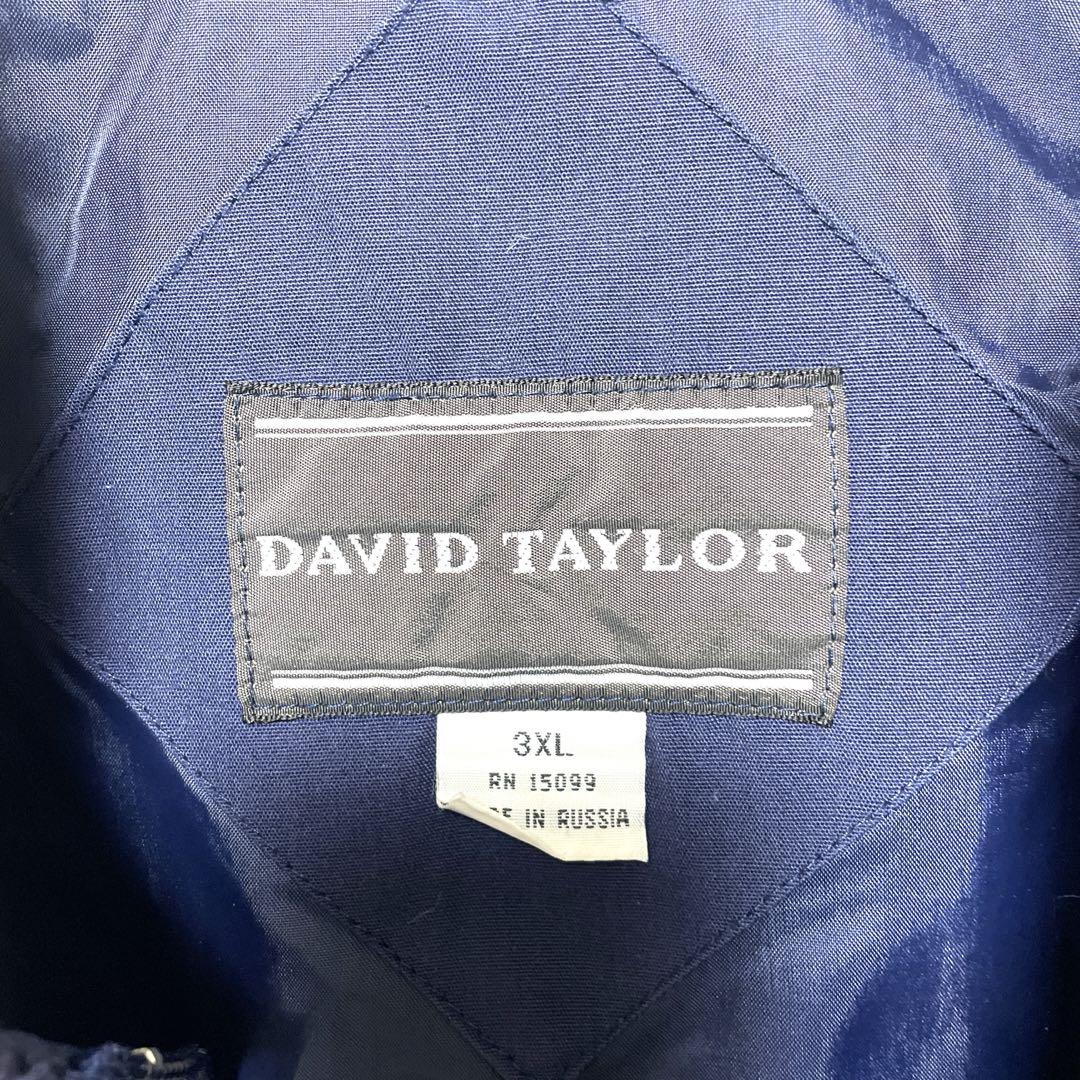 DAVID TAYLOR
3XL
RN 15099
IN RUSSIA